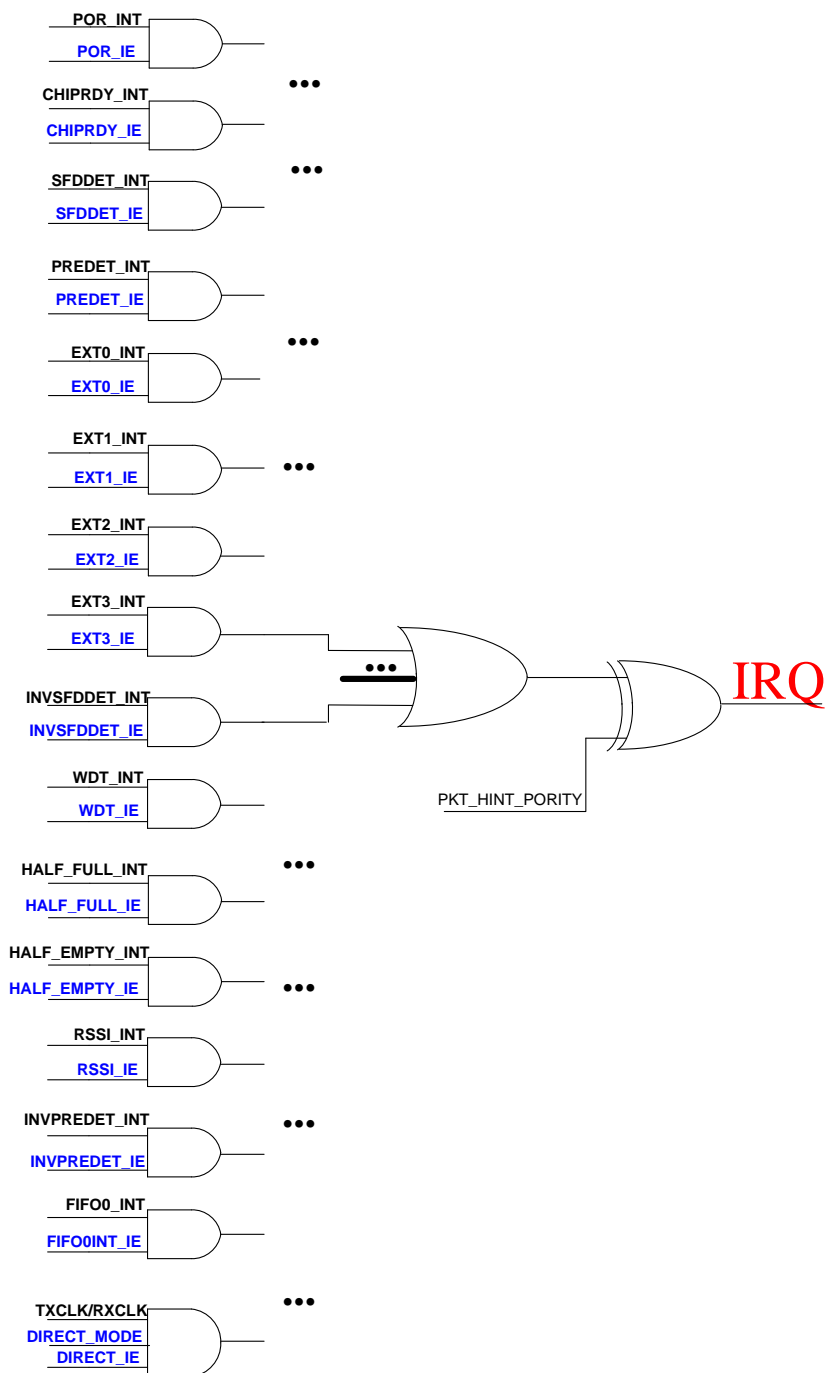 POR_INT
POR_IE
CHIPRDY_INT
CHIPRDY_IE
SFDDET_INT
SFDDET_IE
PREDET_INT
PREDET_IE
EXT0_INT
EXT0_IE
EXT1_INT
EXT1_IE
EXT2_INT
EXT2_IE
EXT3_INT
EXT3_IE
IRQ
INVSFDDET_INT
INVSFDDET_IE
WDT_INT
WDT_IE
PKT_HINT_PORITY
HALF_FULL_INT
HALF_FULL_IE
HALF_EMPTY_INT
HALF_EMPTY_IE
RSSI_INT
RSSI_IE
INVPREDET_INT
INVPREDET_IE
FIFO0_INT
FIFO0INT_IE
TXCLK/RXCLK
DIRECT_MODE
DIRECT_IE